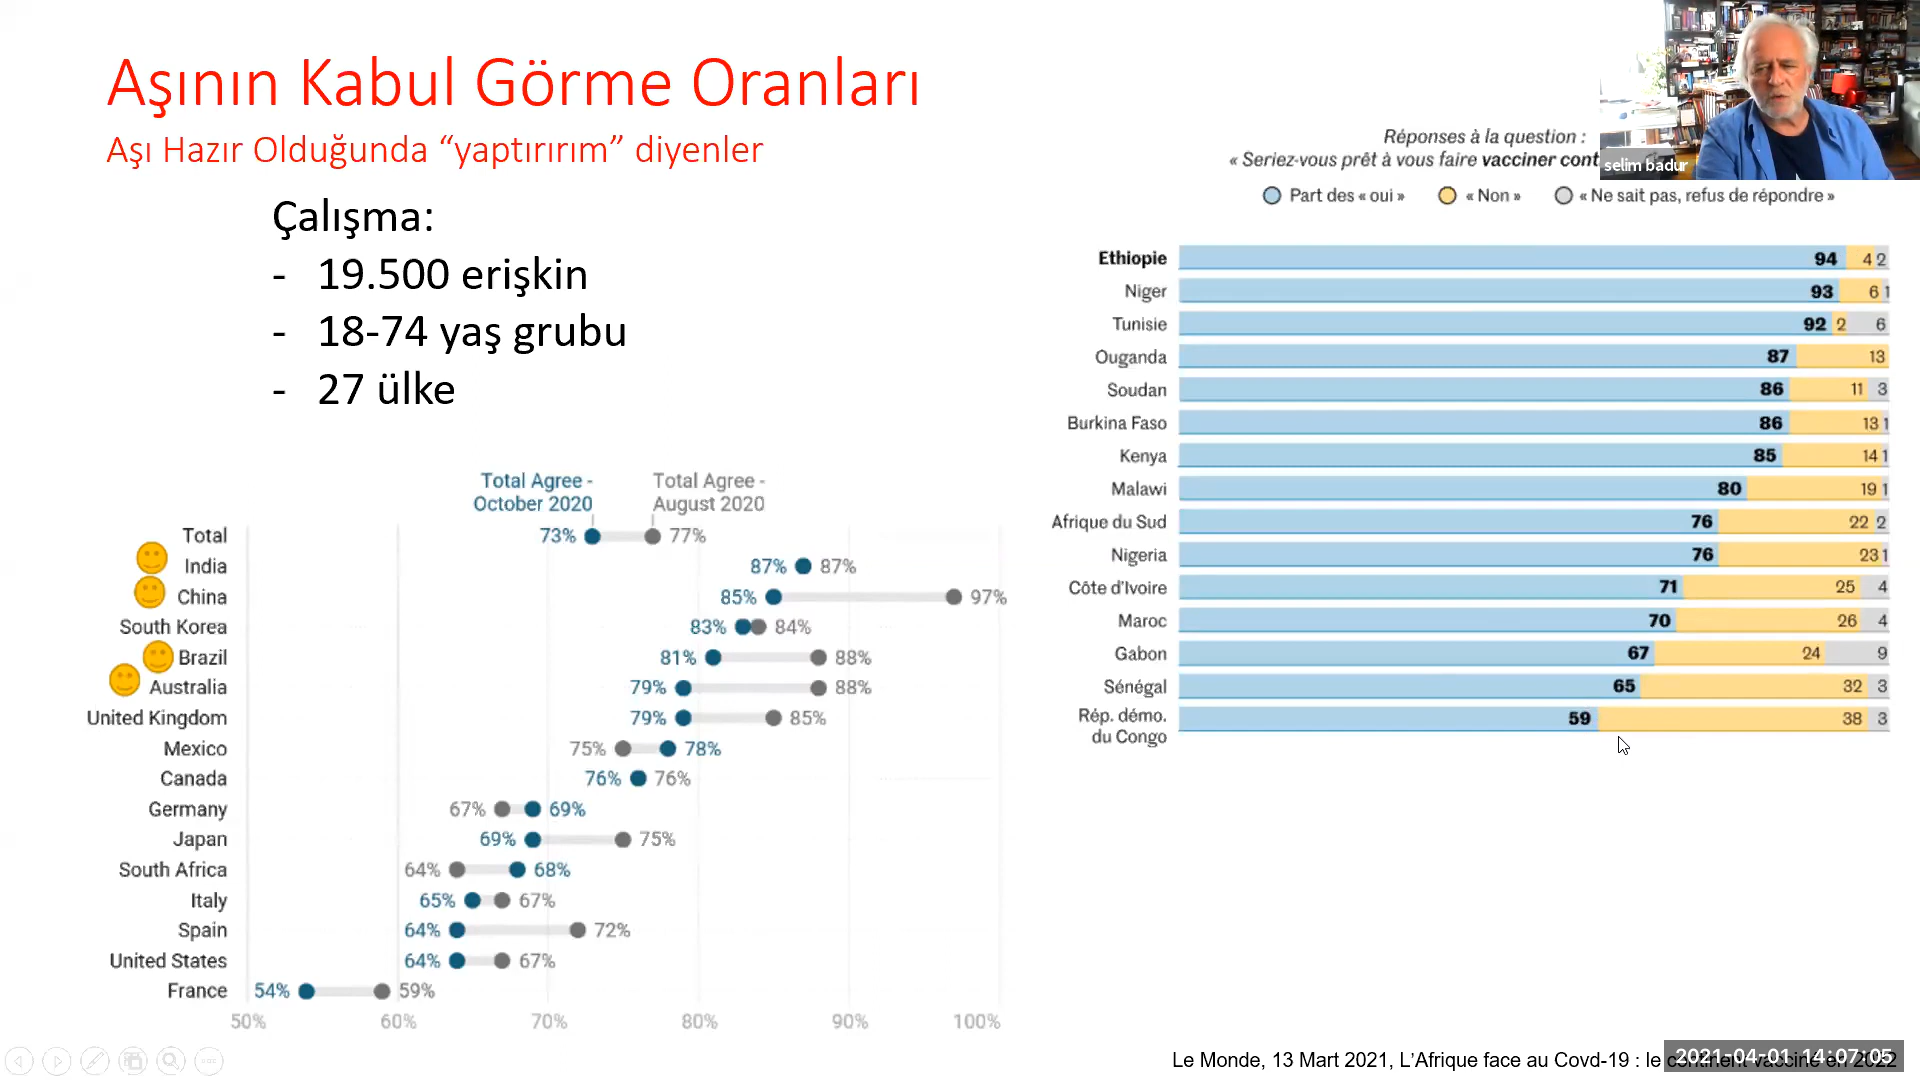 Aşının Kabul Görme Oranları
Aşı Hazır Olduğunda “yaptırırım” diyenler
Çalışma:
- 19.500 erişkin
- 18-74 yaş grubu
- 27 ülke
Total Agree - October 2020
Total Agree - August 2020
Total 73% 77%
India 87% 87%
China 85% 97%
South Korea 83% 84%
Brazil 81% 88%
Australia 79% 88%
United Kingdom 79% 85%
Mexico 75% 78%
Canada 76% 76%
Germany 67% 69%
Japan 69% 75%
South Africa 64% 68%
Italy 65% 67%
Spain 64% 72%
United States 64% 67%
France 54% 59%
50% 60% 70% 80% 90% 100%
Réponses à la question :
« Seriez-vous prêt à vous faire vacciner cont
Part des « oui » « Non » « Ne sait pas, refus de répondre »
Ethiopie 94 4 2
Niger 93 6 1
Tunisie 92 2 6
Ouganda 87 13
Soudan 86 11 3
Burkina Faso 86 13 1
Kenya 85 14 1
Malawi 80 19 1
Afrique du Sud 76 22 2
Nigeria 76 23 1
Côte d'Ivoire 71 25 4
Maroc 70 26 4
Gabon 67 24 9
Sénégal 65 32 3
Rép. démo. du Congo 59 38 3
selim badur
Le Monde, 13 Mart 2021, L’Afrique face au Covd-19 : le continent vacciné en 2022
2021-04-01 14:07:05